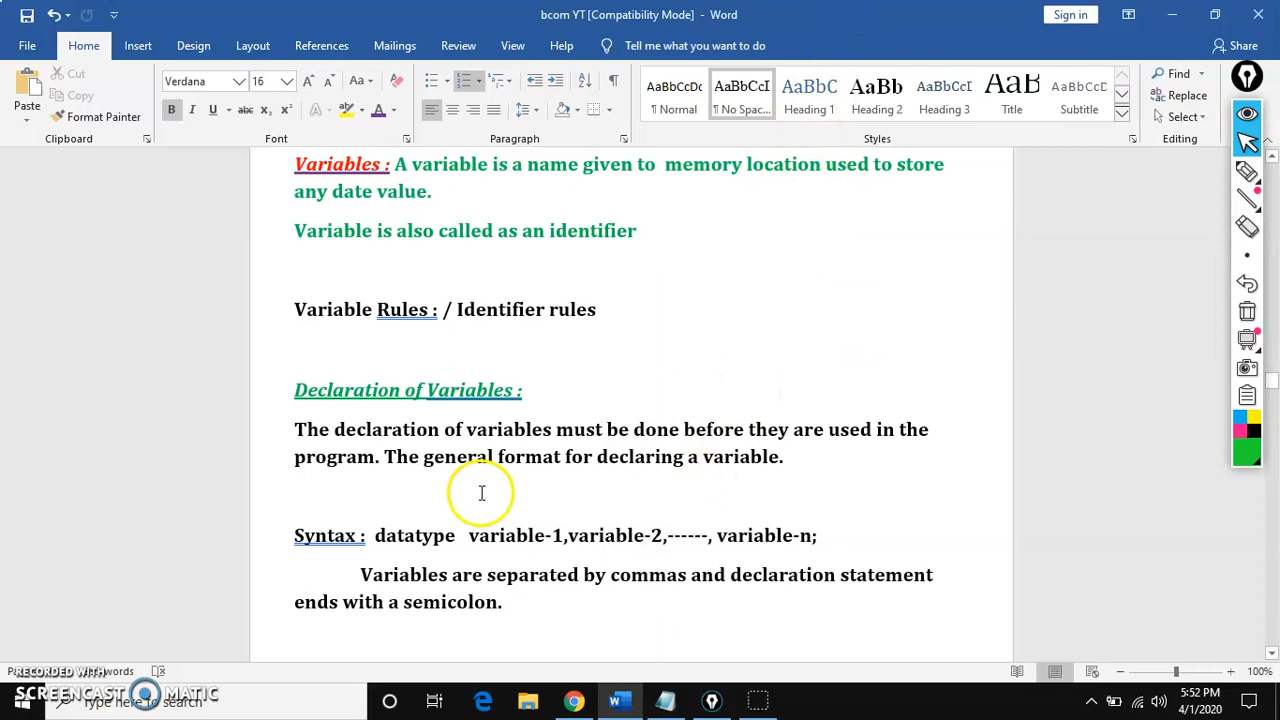 bcom YT [Compatibility Mode] - Word
Sign in
File Home Insert Design Layout References Mailings Review View Help Tell me what you want to do Share
Paste
Cut
Copy
Format Painter
Clipboard
Verdana 16
Font
Paragraph
AaBbCcDc AaBbCcI AaBbC AaBb AaBbCcI AaB AaBbCcD
¶ Normal ¶ No Spac... Heading 1 Heading 2 Heading 3 Title Subtitle
Styles
Find
Replace
Select
Editing
Variables : A variable is a name given to memory location used to store
any date value.
Variable is also called as an identifier
Variable Rules : / Identifier rules
Declaration of Variables :
The declaration of variables must be done before they are used in the
program. The general format for declaring a variable.
Syntax : datatype variable-1,variable-2,------, variable-n;
Variables are separated by commas and declaration statement
ends with a semicolon.
RECORDED WITH
SCREENCAST MATIC
words
100%
Type here to search
5:52 PM
4/1/2020